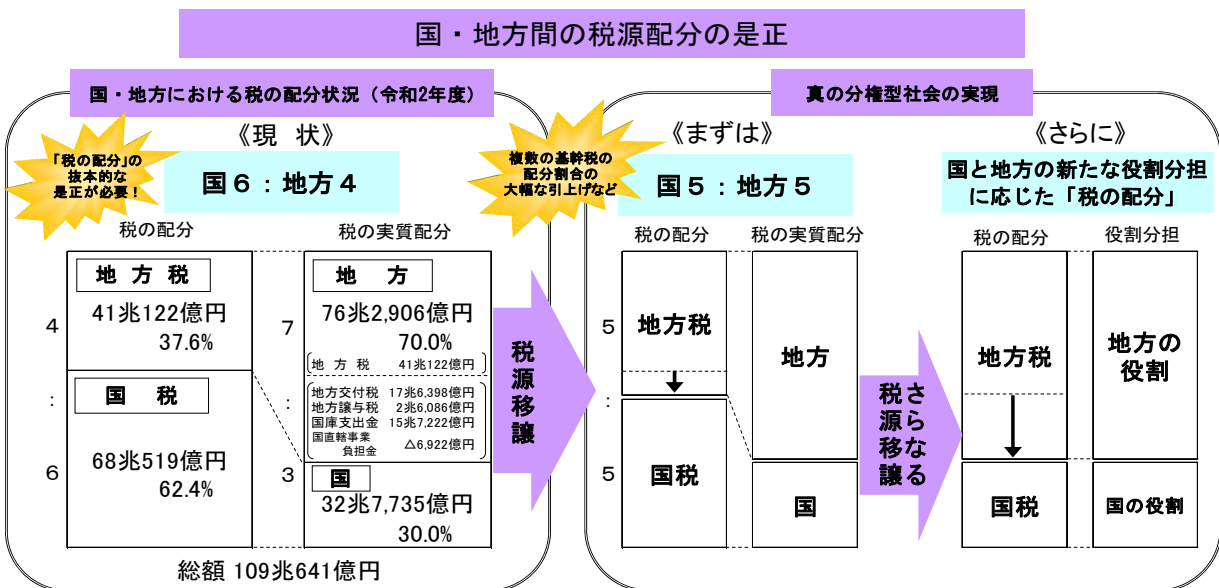 国・地方間の税源配分の是正
国・地方における税の配分状況（令和2年度）
《現 状》
「税の配分」の
抜本的な
是正が必要！
国６：地方４
税の配分
税の実質配分
4
：
6
地 方 税
41兆122億円
37.6%
国 税
68兆519億円
62.4%
7
：
3
地 方
76兆2,906億円
70.0%
地 方 税 41兆122億円
地方交付税 17兆6,398億円
地方譲与税 2兆6,086億円
国庫支出金 15兆7,222億円
国直轄事業
負担金 △6,922億円
国
32兆7,735億円
30.0%
総額 109兆641億円
税源移譲
真の分権型社会の実現
《まずは》
複数の基幹税の
配分割合の
大幅な引上げなど
国５：地方５
税の配分
税の実質配分
5
：
5
地方税
国税
地方
国
さらなる
税源移譲
《さらに》
国と地方の新たな役割分担
に応じた「税の配分」
税の配分
役割分担
地方税
国税
地方の
役割
国の役割